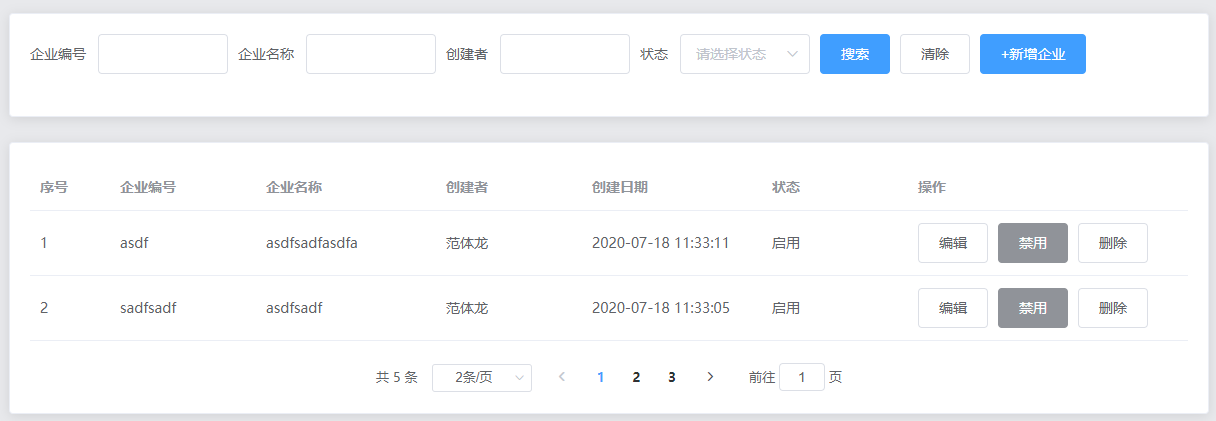 企业编号 企业名称 创建者 状态 请选择状态 搜索 清除 +新增企业
序号 企业编号 企业名称 创建者 创建日期 状态 操作
1 asdf asdfsadfasdfa 范体龙 2020-07-18 11:33:11 启用 编辑 禁用 删除
2 sadfsadf asdfsadf 范体龙 2020-07-18 11:33:05 启用 编辑 禁用 删除
共 5 条 2条/页 1 2 3 前往 1 页